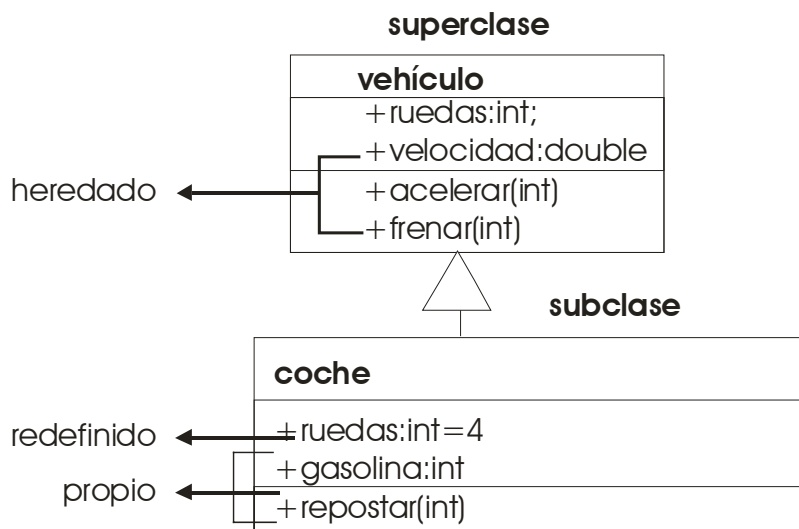 superclase
vehículo
+ruedas:int;
+velocidad:double
heredado
+acelerar(int)
+frenar(int)
subclase
coche
redefinido
+ruedas:int=4
+gasolina:int
propio
+repostar(int)